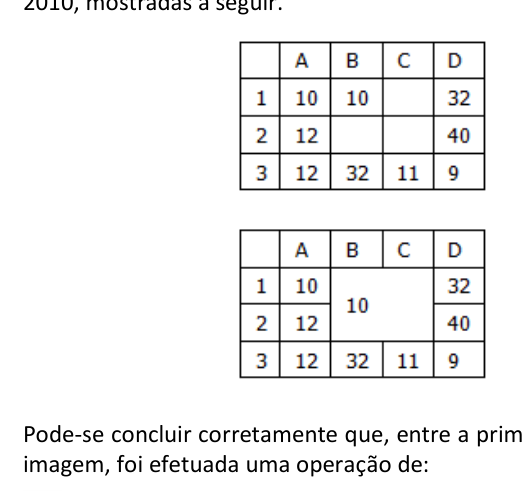 2010, mostradas a seguir.
A B C D
1 10 10 32
2 12 40
3 12 32 11 9
A B C D
1 10 32
10
2 12 40
3 12 32 11 9
Pode-se concluir corretamente que, entre a prim
imagem, foi efetuada uma operação de: